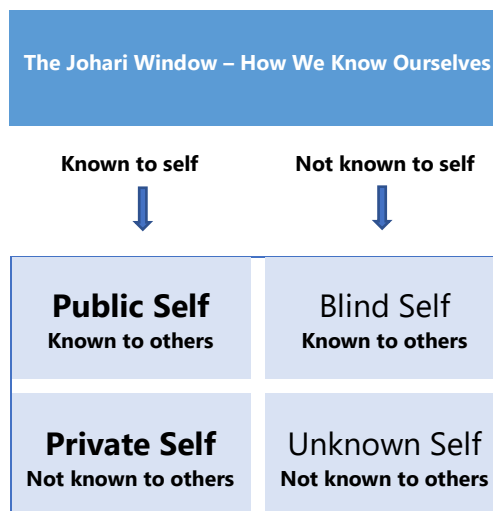 The Johari Window – How We Know Ourselves
Known to self
Not known to self
Public Self
Known to others
Blind Self
Known to others
Private Self
Not known to others
Unknown Self
Not known to others